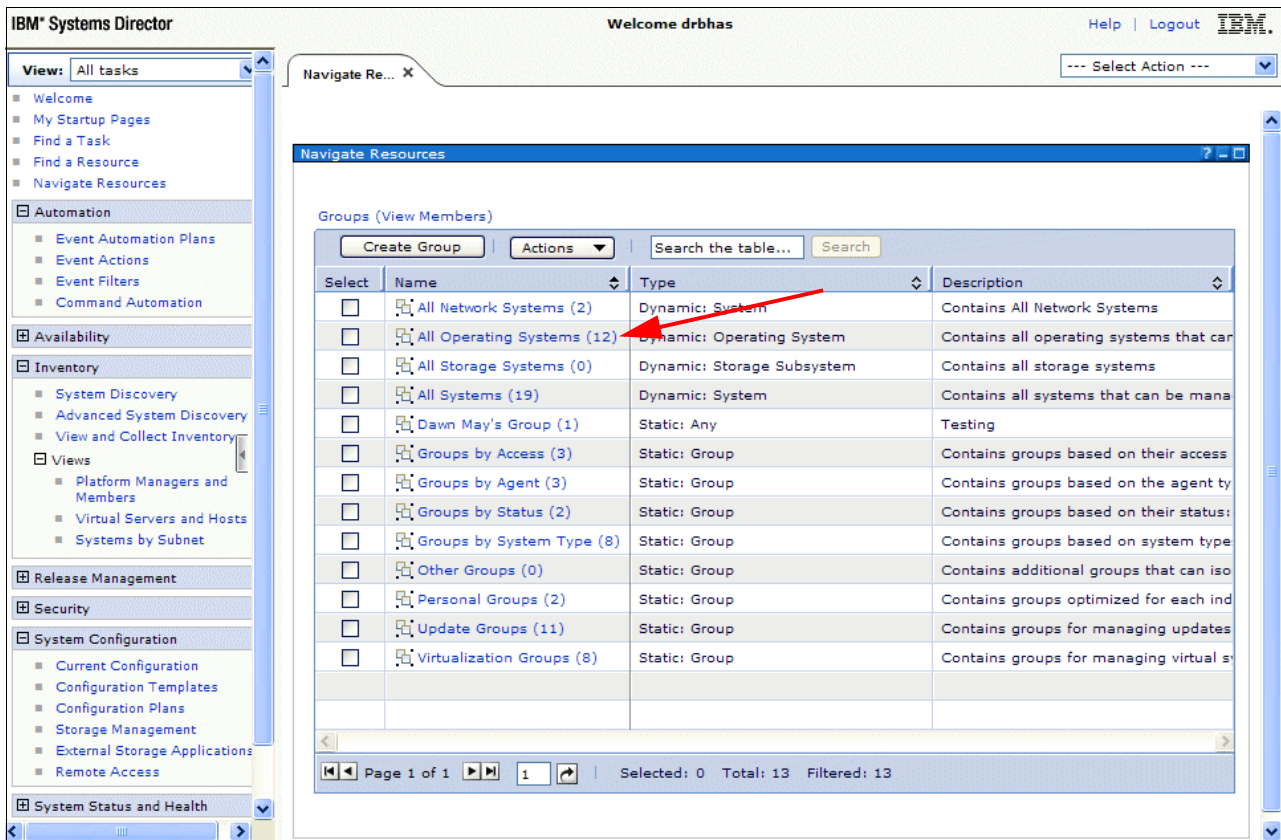 IBM® Systems Director
Welcome drbhas
Help | Logout IBM.
View: All tasks
Welcome
My Startup Pages
Find a Task
Find a Resource
Navigate Resources
Automation
Event Automation Plans
Event Actions
Event Filters
Command Automation
Availability
Inventory
System Discovery
Advanced System Discovery
View and Collect Inventory
Views
Platform Managers and
Members
Virtual Servers and Hosts
Systems by Subnet
Release Management
Security
System Configuration
Current Configuration
Configuration Templates
Configuration Plans
Storage Management
External Storage Applications
Remote Access
System Status and Health
Navigate Re... X
--- Select Action ---
Navigate Resources
Groups (View Members)
Create Group | Actions | Search the table... Search
Select Name Type Description
All Network Systems (2) Dynamic: System Contains All Network Systems
All Operating Systems (12) Dynamic: Operating System Contains all operating systems that can
All Storage Systems (0) Dynamic: Storage Subsystem Contains all storage systems
All Systems (19) Dynamic: System Contains all systems that can be mana
Dawn May's Group (1) Static: Any Testing
Groups by Access (3) Static: Group Contains groups based on their access
Groups by Agent (3) Static: Group Contains groups based on the agent ty
Groups by Status (2) Static: Group Contains groups based on their status:
Groups by System Type (8) Static: Group Contains groups based on system type
Other Groups (0) Static: Group Contains additional groups that can iso
Personal Groups (2) Static: Group Contains groups optimized for each ind
Update Groups (11) Static: Group Contains groups for managing updates
Virtualization Groups (8) Static: Group Contains groups for managing virtual s
Page 1 of 1 1 | Selected: 0 Total: 13 Filtered: 13